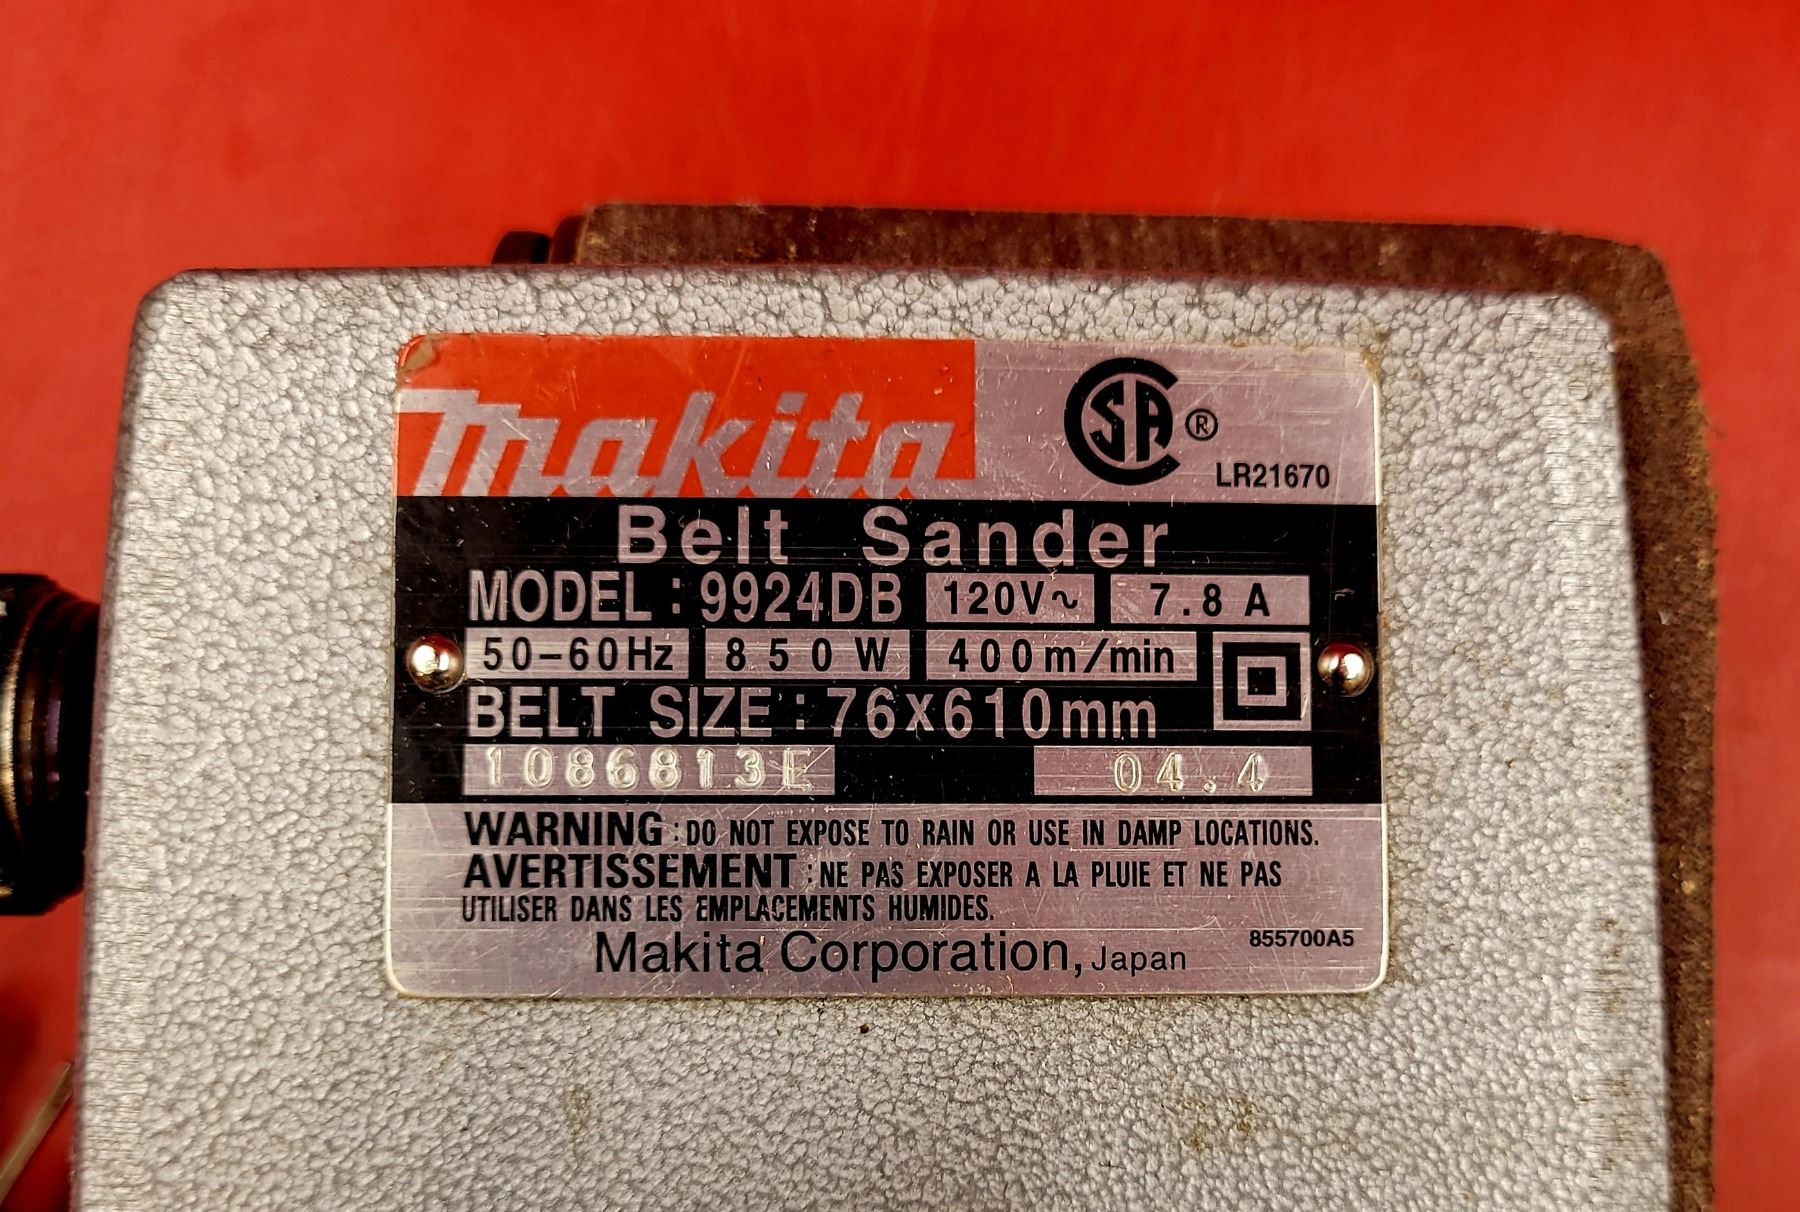 makita
SA ®
LR21670
Belt Sander
MODEL : 9924DB 120V~ 7.8 A
50-60Hz 850 W 400m/min
BELT SIZE : 76x610mm
1086813E 04.4
WARNING : DO NOT EXPOSE TO RAIN OR USE IN DAMP LOCATIONS.
AVERTISSEMENT : NE PAS EXPOSER A LA PLUIE ET NE PAS
UTILISER DANS LES EMPLACEMENTS HUMIDES.
Makita Corporation, Japan
855700A5